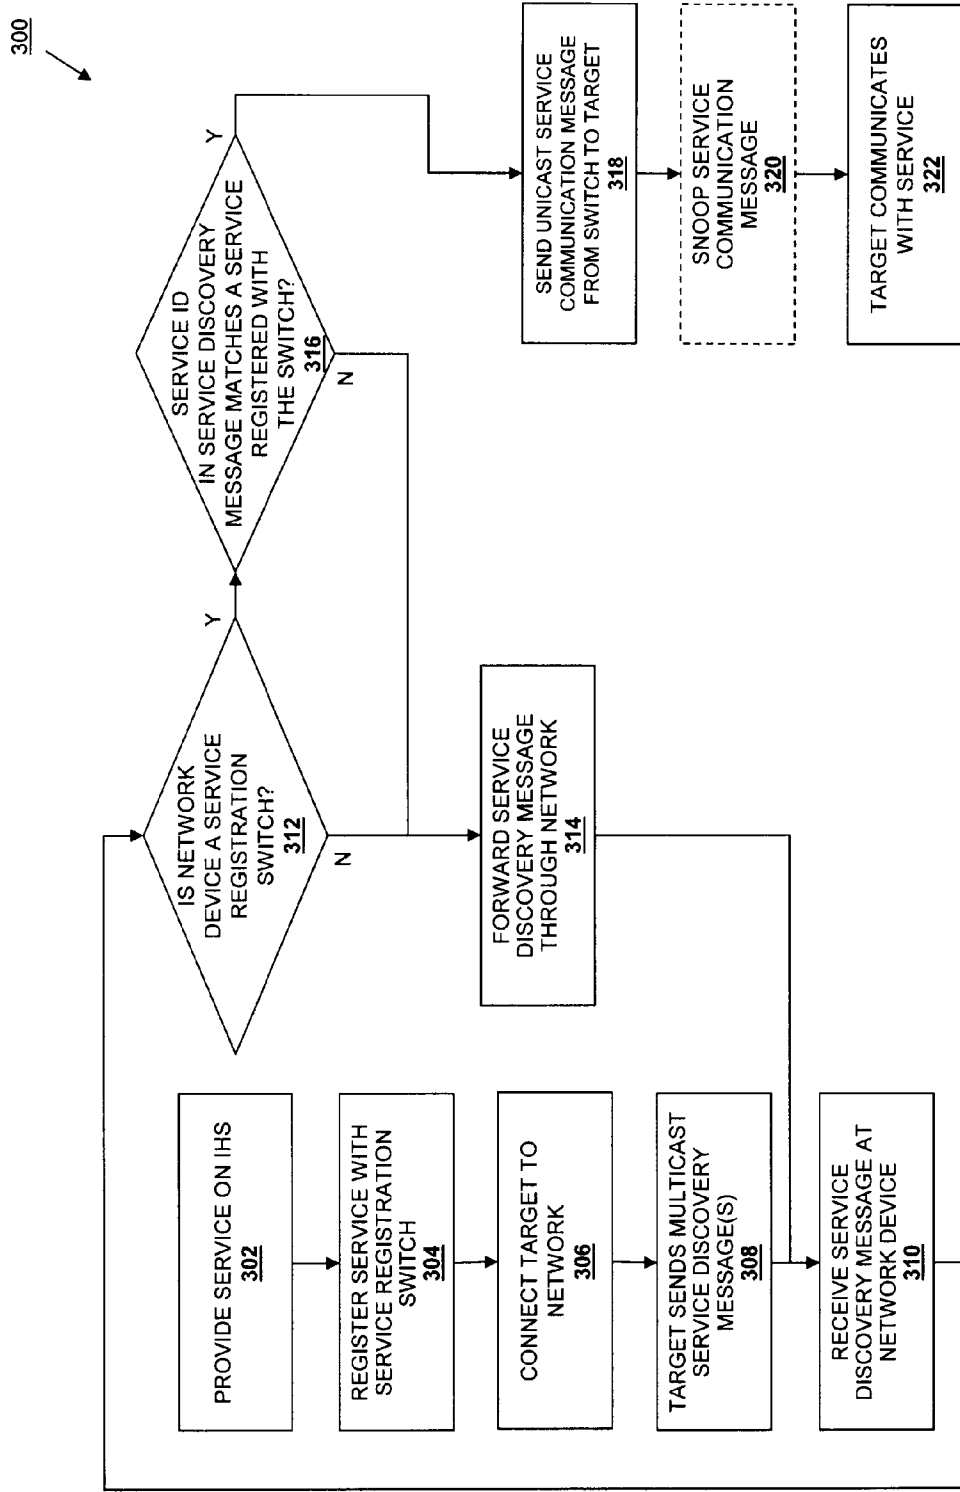 300
PROVIDE SERVICE ON IHS
302
REGISTER SERVICE WITH
SERVICE REGISTRATION
SWITCH
304
CONNECT TARGET TO
NETWORK
306
TARGET SENDS MULTICAST
SERVICE DISCOVERY
MESSAGE(S)
308
RECEIVE SERVICE
DISCOVERY MESSAGE AT
NETWORK DEVICE
310
IS NETWORK
DEVICE A SERVICE
REGISTRATION
SWITCH?
312
Y
N
FORWARD SERVICE
DISCOVERY MESSAGE
THROUGH NETWORK
314
SERVICE ID
IN SERVICE DISCOVERY
MESSAGE MATCHES A SERVICE
REGISTERED WITH
THE SWITCH?
316
Y
N
SEND UNICAST SERVICE
COMMUNICATION MESSAGE
FROM SWITCH TO TARGET
318
SNOOP SERVICE
COMMUNICATION
MESSAGE
320
TARGET COMMUNICATES
WITH SERVICE
322